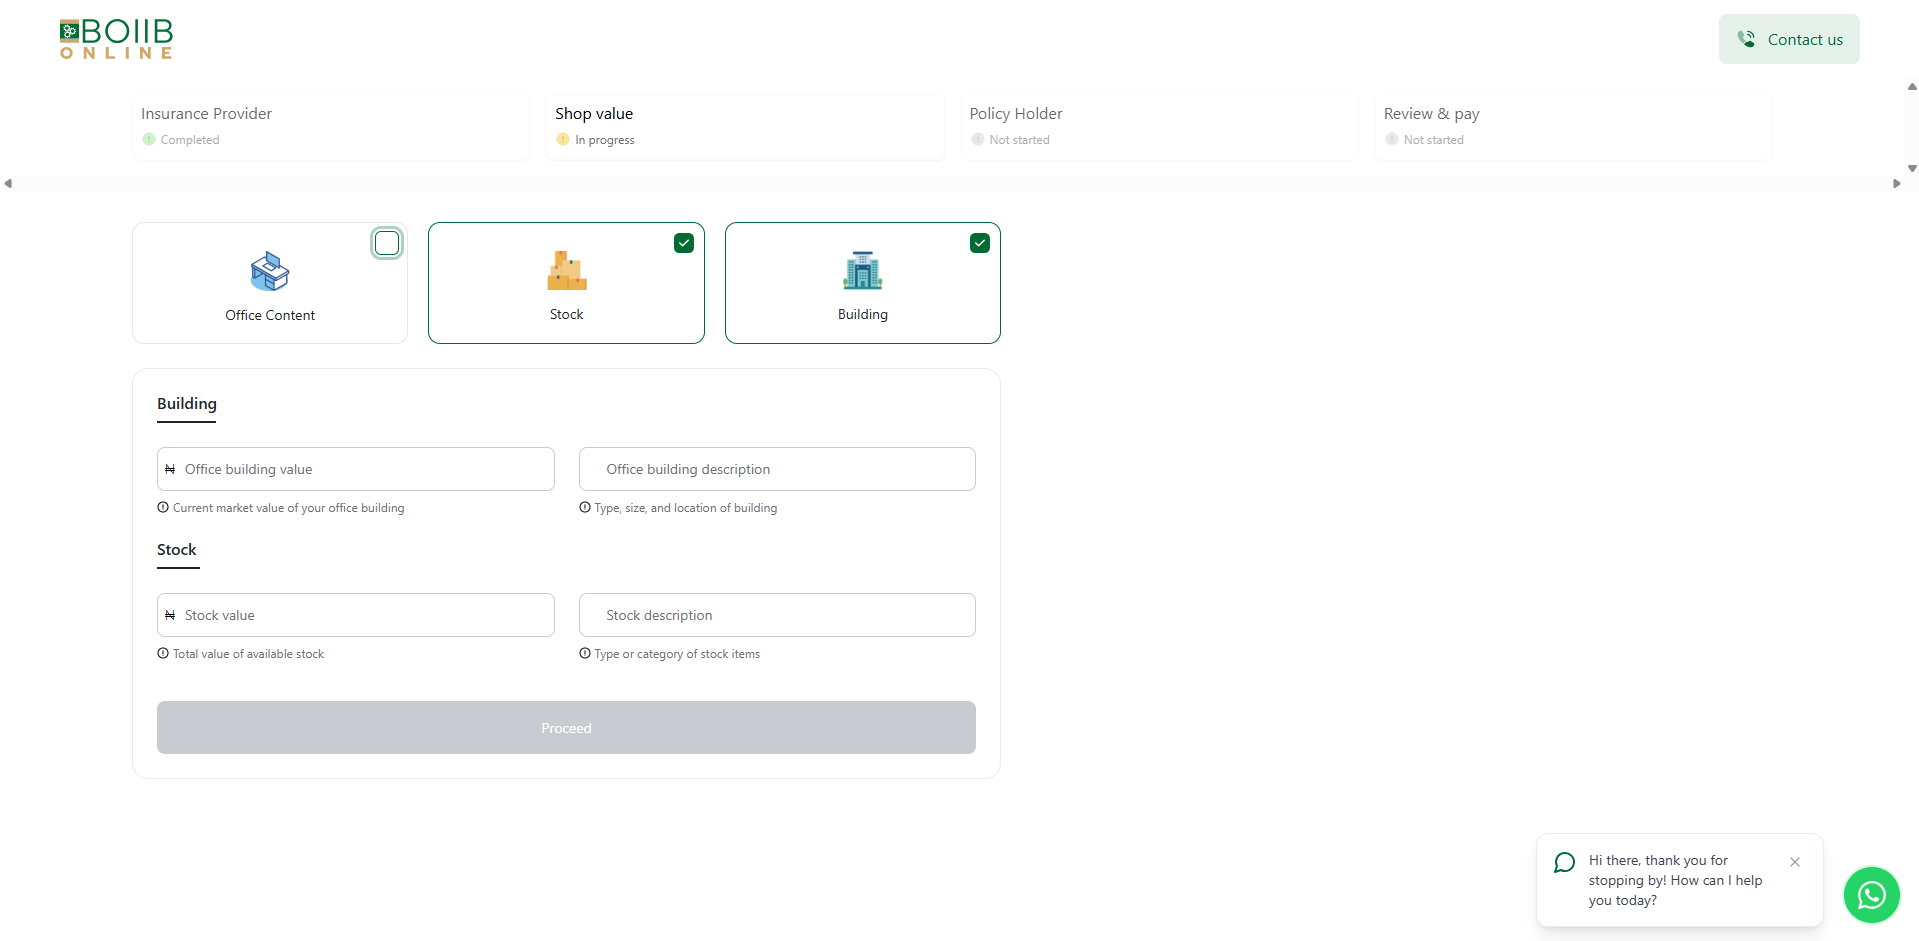 BOIIB
ONLINE
Contact us
Insurance Provider
Completed
Shop value
In progress
Policy Holder
Not started
Review & pay
Not started
Office Content
Stock
Building
Building
₦ Office building value
Office building description
Current market value of your office building
Type, size, and location of building
Stock
₦ Stock value
Stock description
Total value of available stock
Type or category of stock items
Proceed
Hi there, thank you for
stopping by! How can I help
you today?